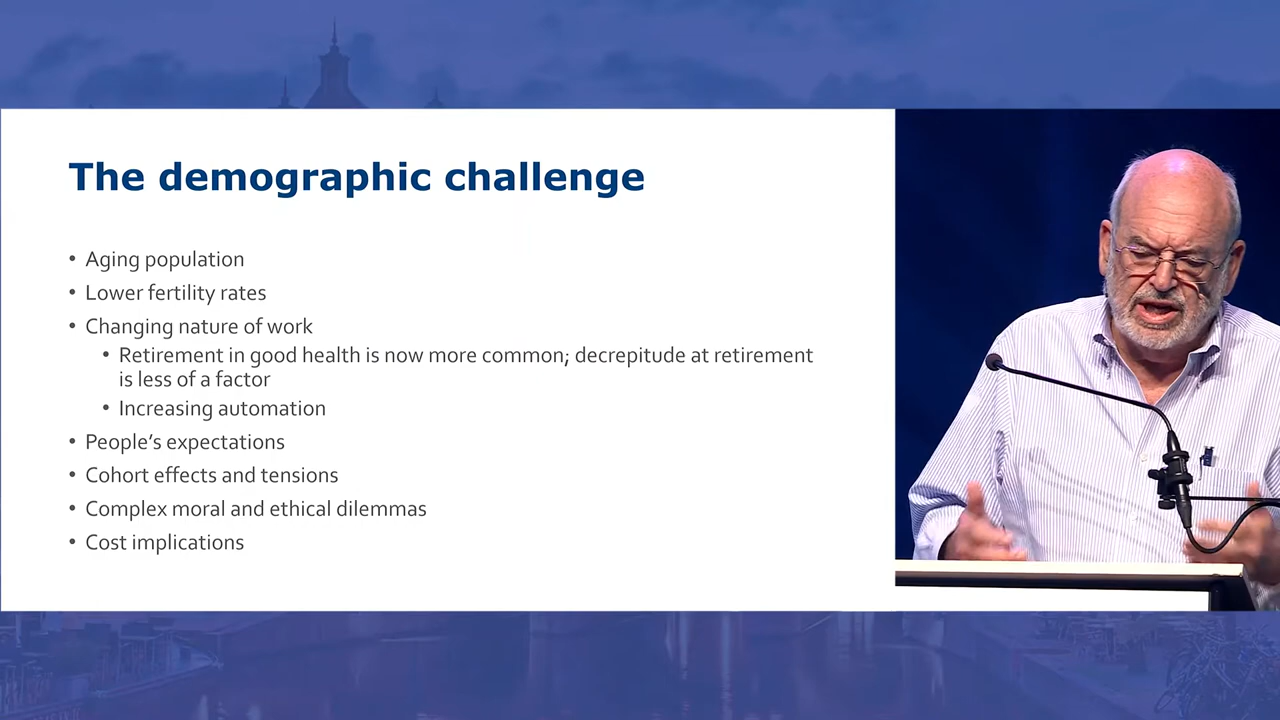 The demographic challenge
• Aging population
• Lower fertility rates
• Changing nature of work
• Retirement in good health is now more common; decrepitude at retirement
is less of a factor
• Increasing automation
• People’s expectations
• Cohort effects and tensions
• Complex moral and ethical dilemmas
• Cost implications